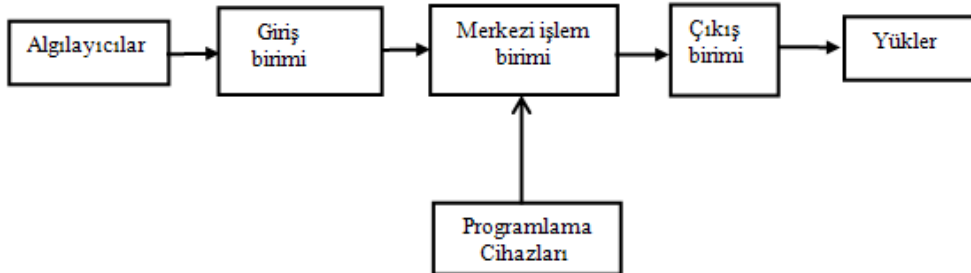 Algılayıcılar
Giriş
birimi
Merkezi işlem
birimi
Çıkış
birimi
Yükler
Programlama
Cihazları